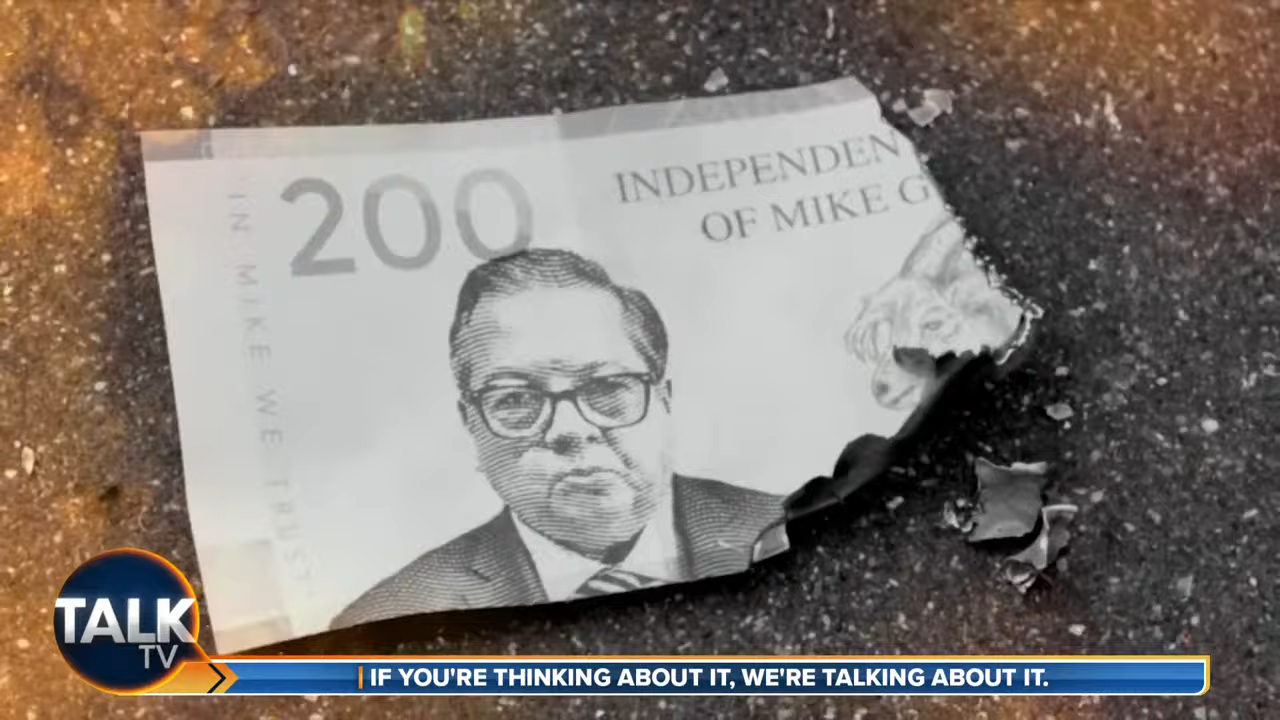 IN MIKE WE TRUST
200
INDEPENDEN
OF MIKE G
TALK
TV
IF YOU'RE THINKING ABOUT IT, WE'RE TALKING ABOUT IT.